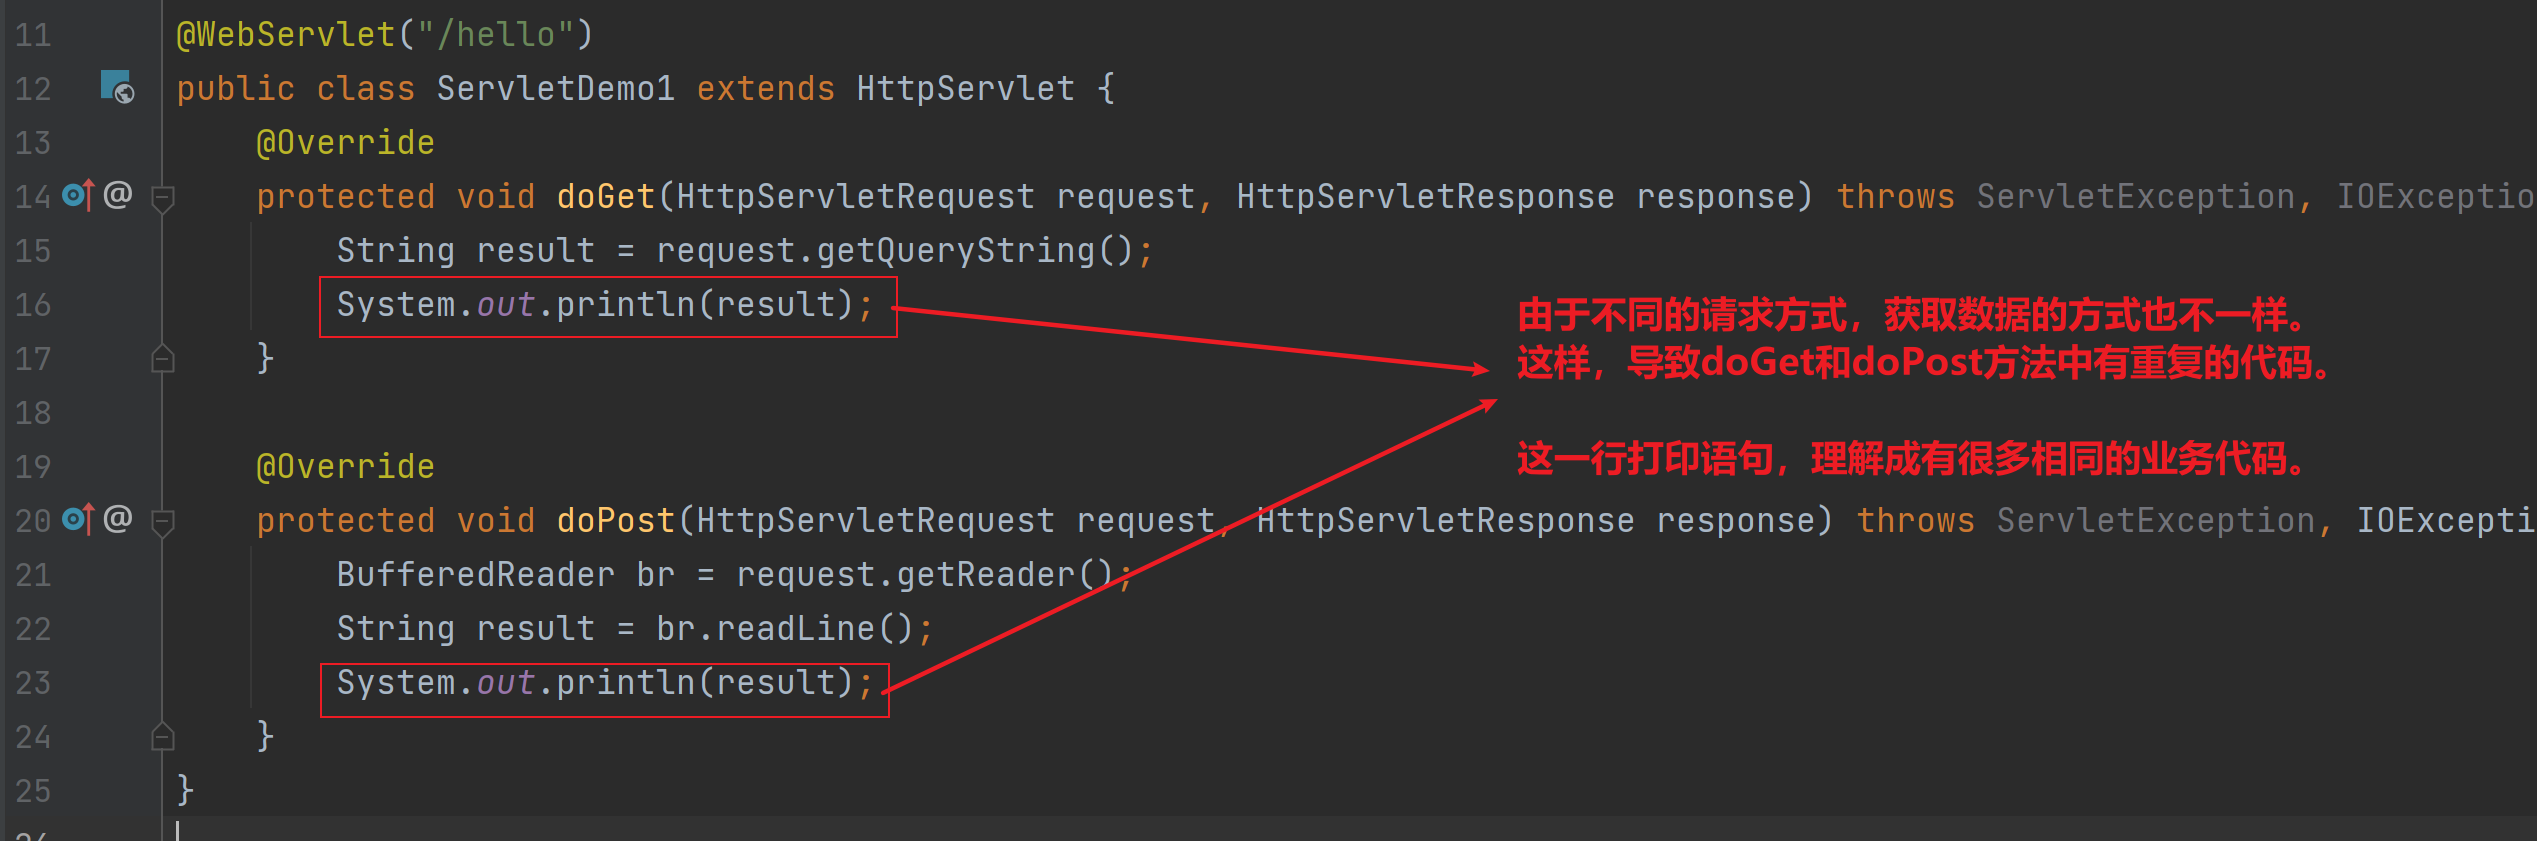 11 @WebServlet("/hello")
12 public class ServletDemo1 extends HttpServlet {
13 @Override
14 @ protected void doGet(HttpServletRequest request, HttpServletResponse response) throws ServletException, IOExceptio
15 String result = request.getQueryString();
16 System.out.println(result);
由于不同的请求方式，获取数据的方式也不一样。
这样，导致doGet和doPost方法中有重复的代码。
17 }
18
这一行打印语句，理解成有很多相同的业务代码。
19 @Override
20 @ protected void doPost(HttpServletRequest request, HttpServletResponse response) throws ServletException, IOExcepti
21 BufferedReader br = request.getReader();
22 String result = br.readLine();
23 System.out.println(result);
24 }
25 }
26